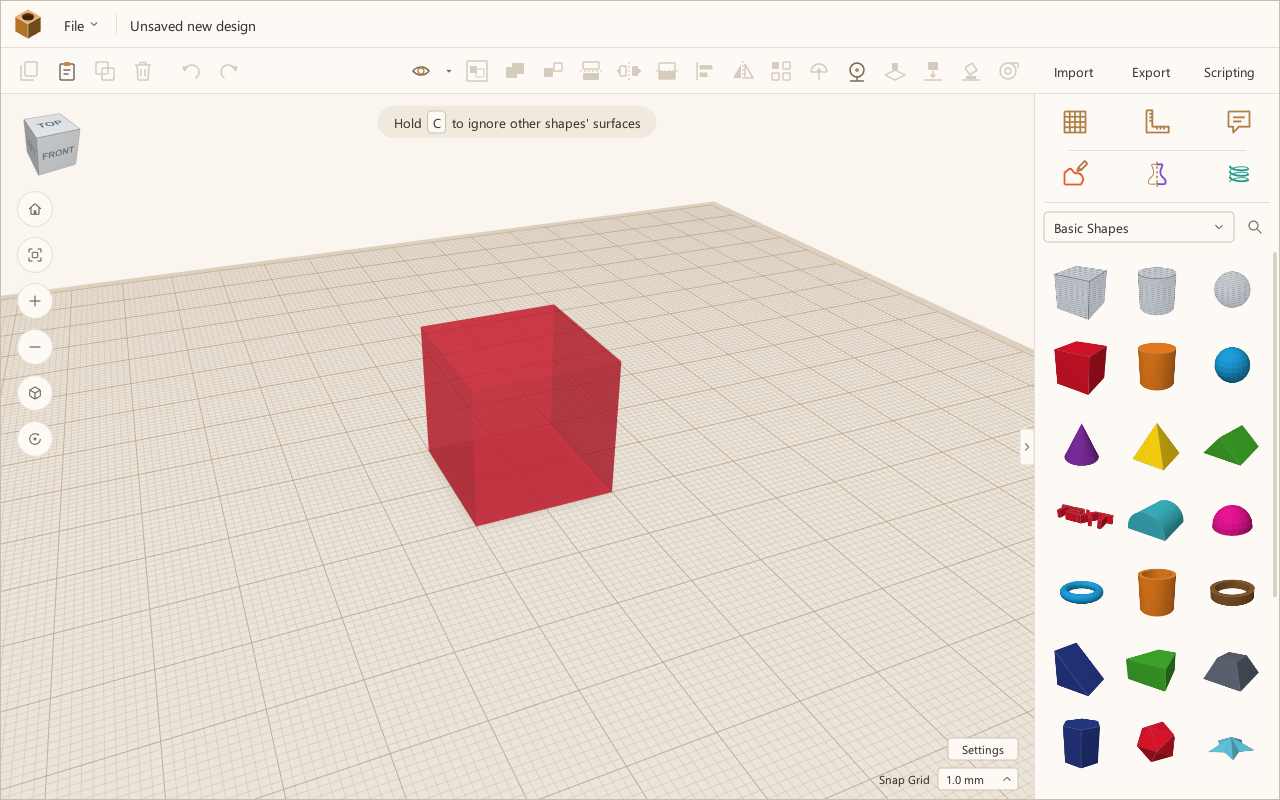 File
Unsaved new design
Import
Export
Scripting
Hold C to ignore other shapes' surfaces
TOP
FRONT
Basic Shapes
Settings
Snap Grid
1.0 mm